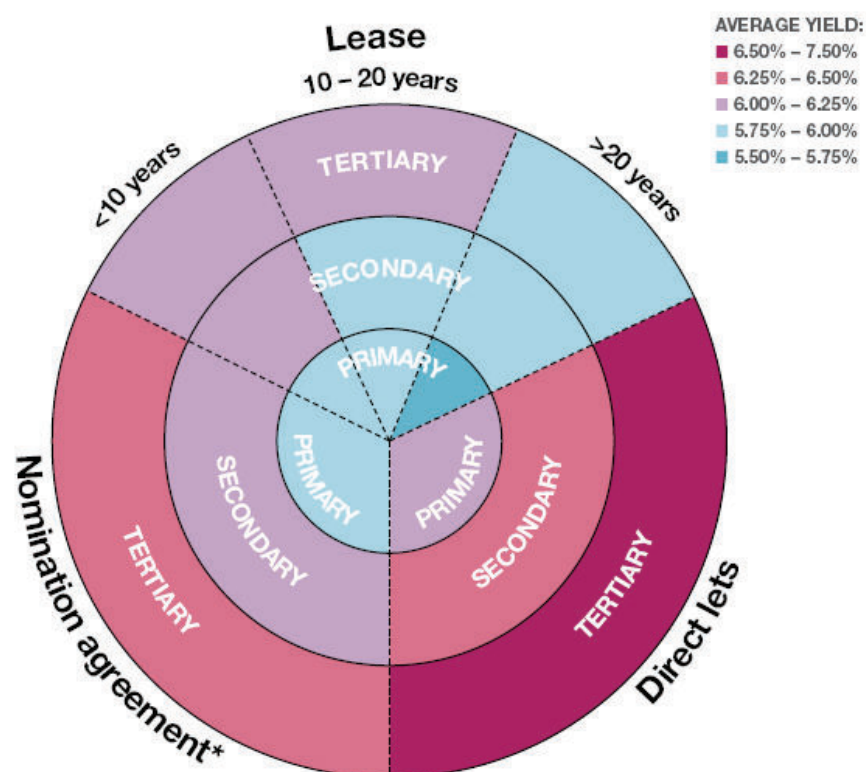 Lease
10 – 20 years
<10 years
>20 years
AVERAGE YIELD:
6.50% – 7.50%
6.25% – 6.50%
6.00% – 6.25%
5.75% – 6.00%
5.50% – 5.75%
TERTIARY
SECONDARY
PRIMARY
PRIMARY
SECONDARY
TERTIARY
Nomination agreement*
PRIMARY
SECONDARY
TERTIARY
Direct lets